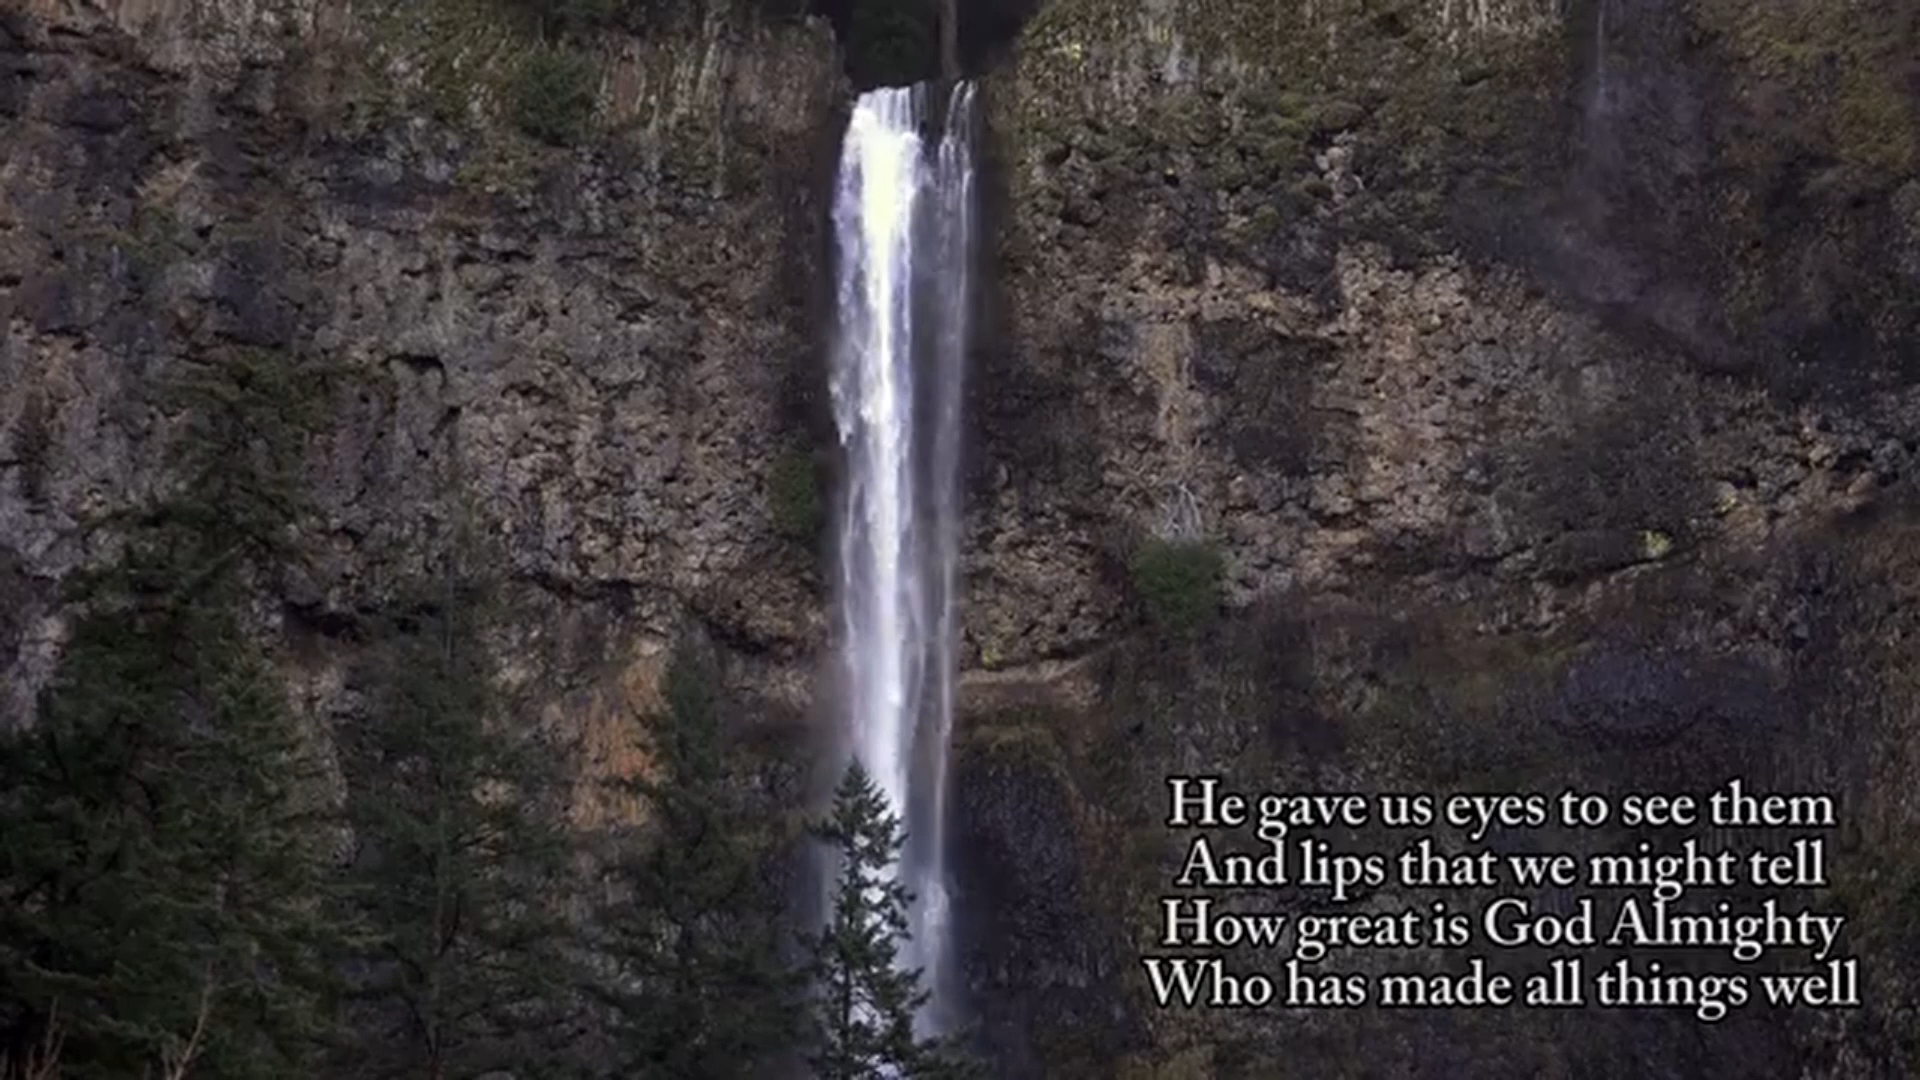 He gave us eyes to see them
And lips that we might tell
How great is God Almighty
Who has made all things well